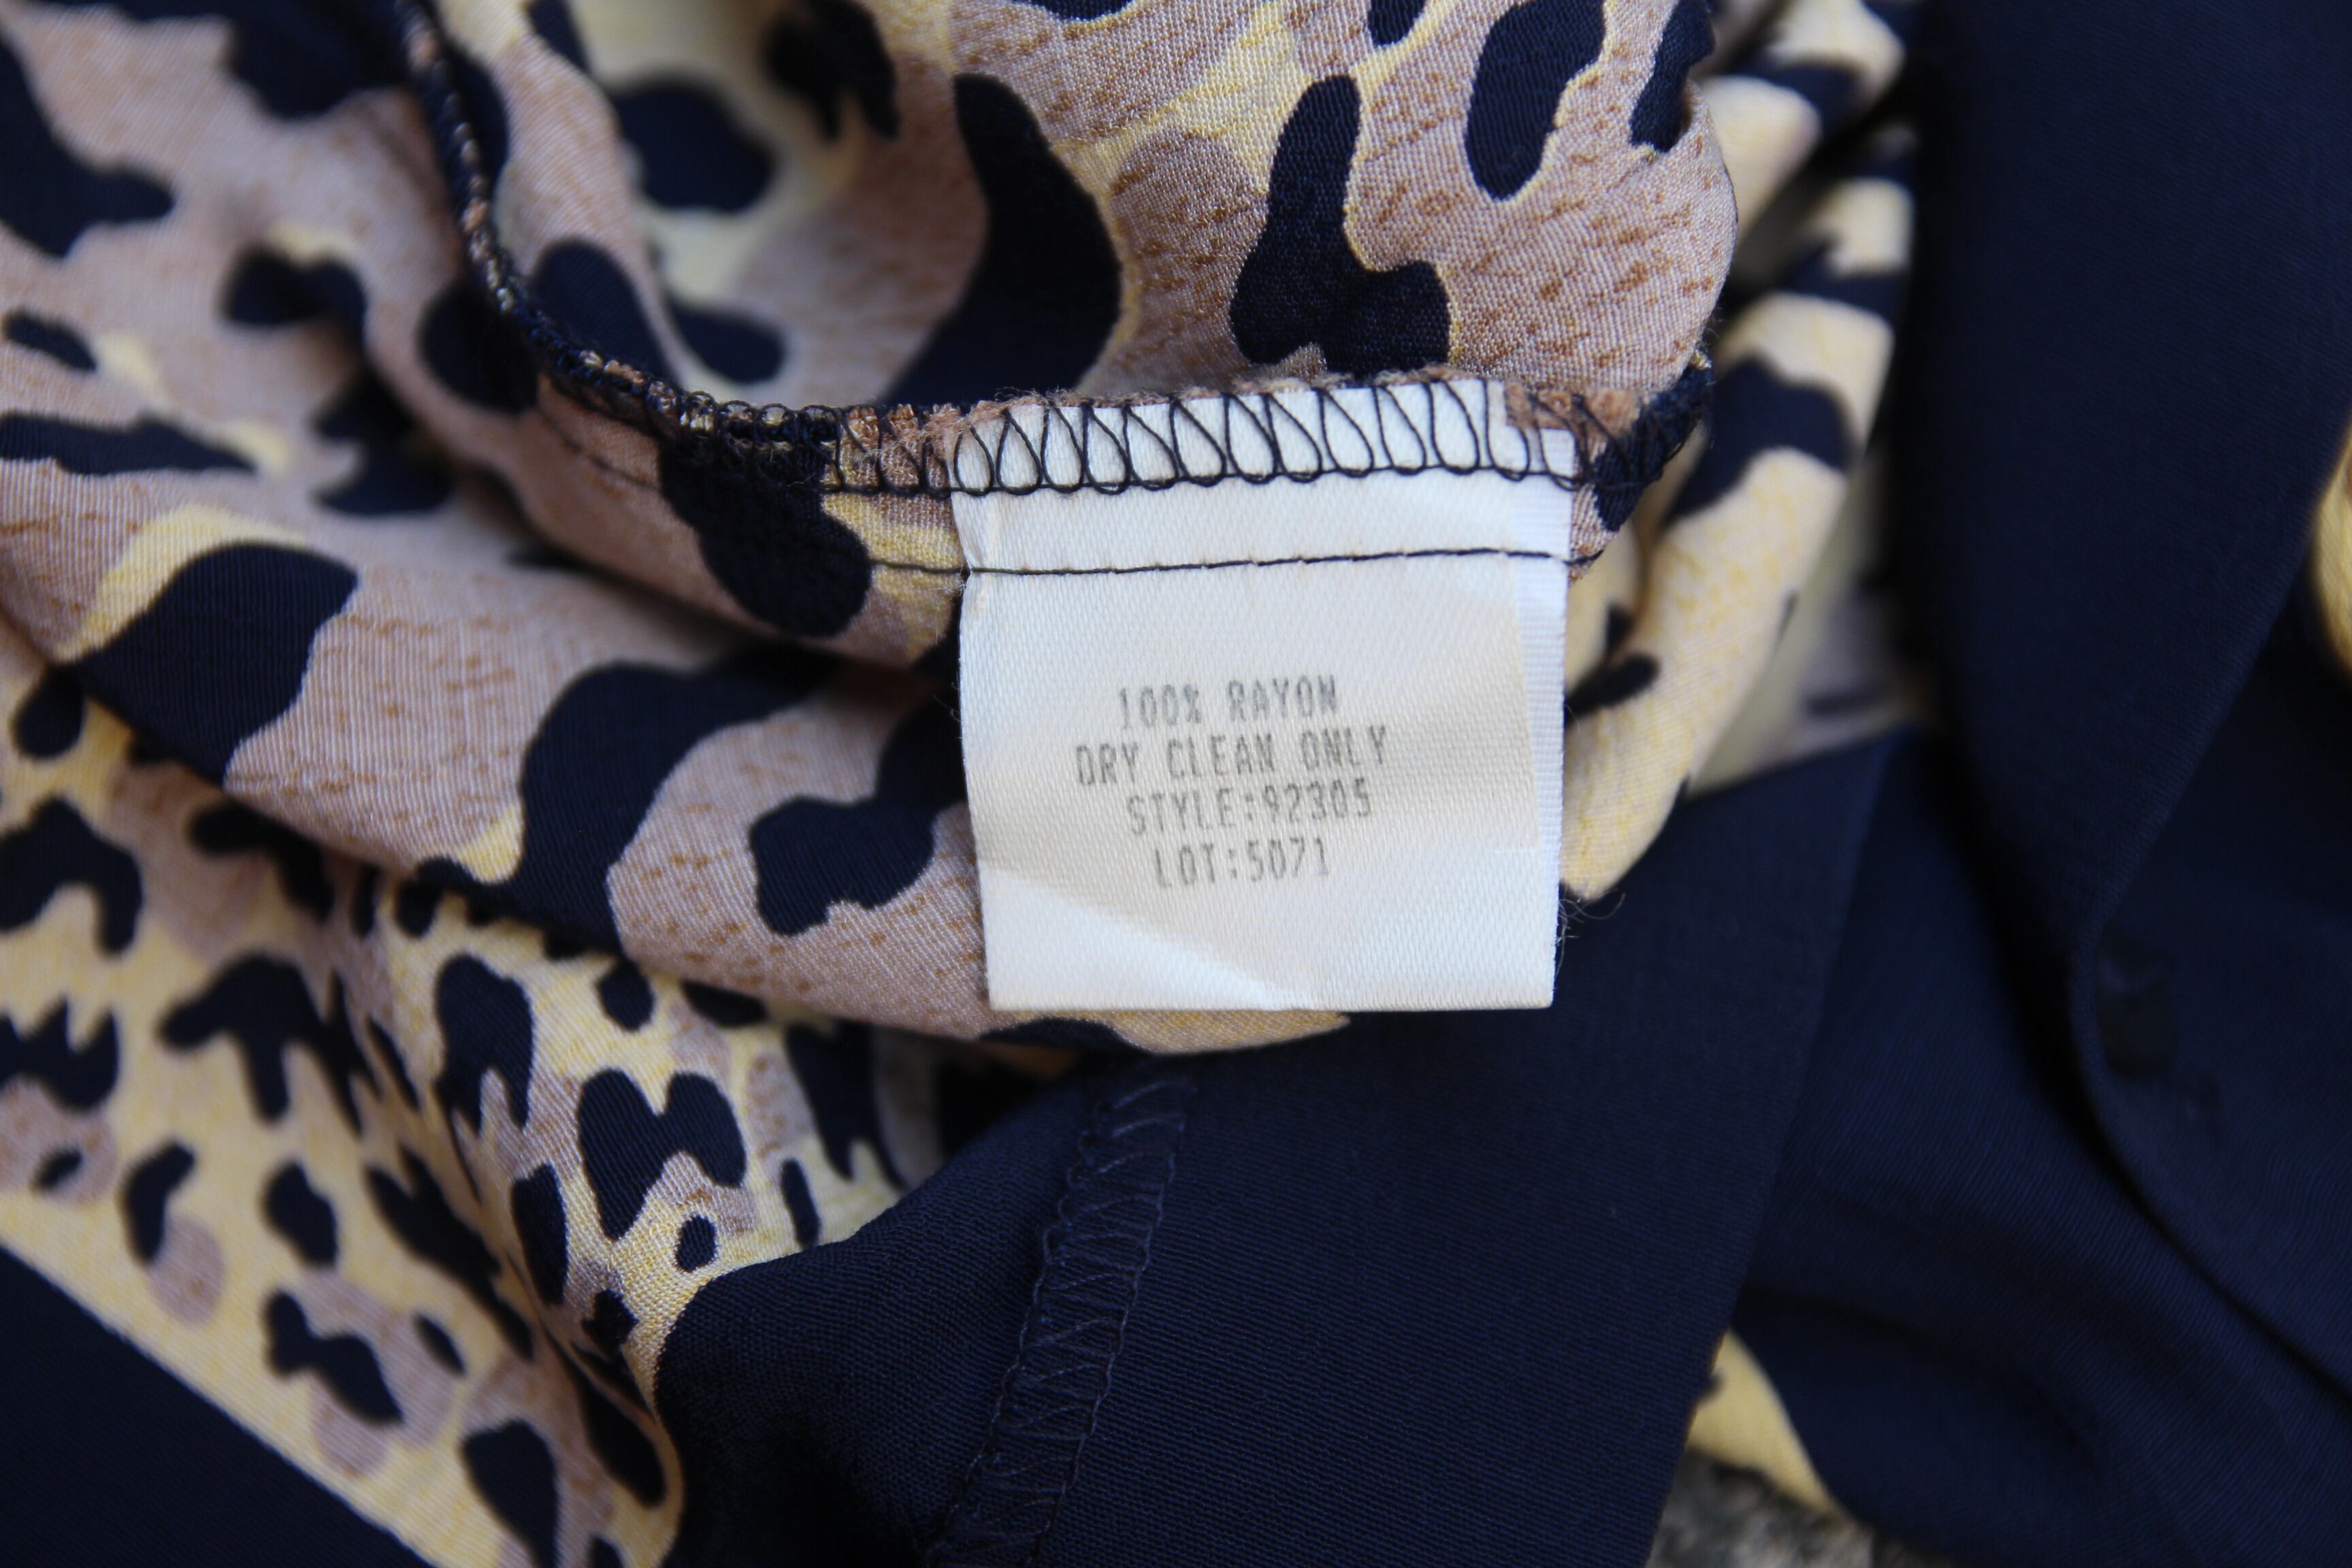 100% RAYON
DRY CLEAN ONLY
STYLE:92305
LOT:5071